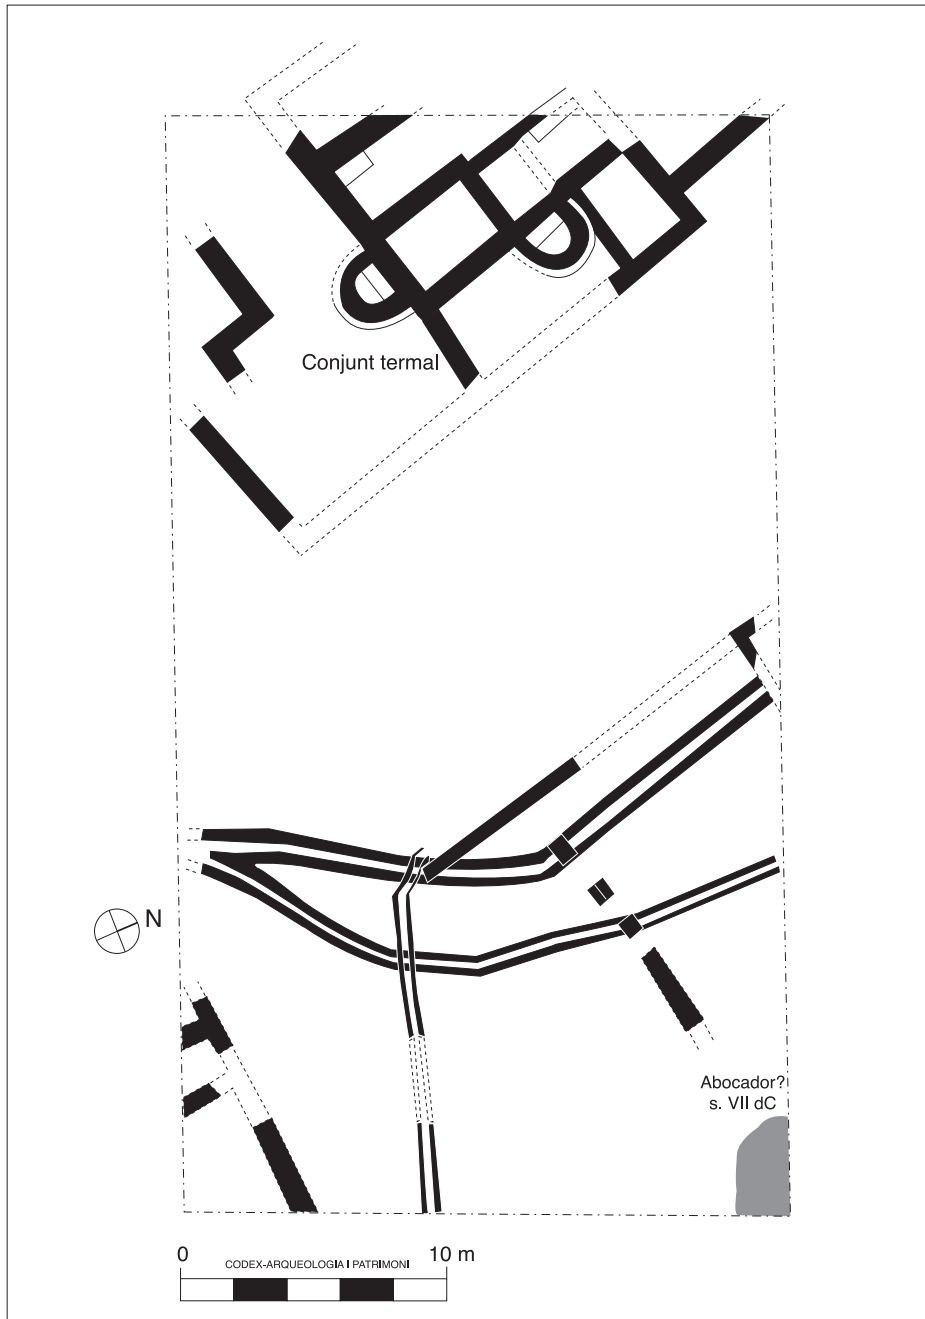 Conjunt termal
N
Abocador?
s. VII dC
0 10 m
CODEX-ARQUEOLOGIA I PATRIMONI